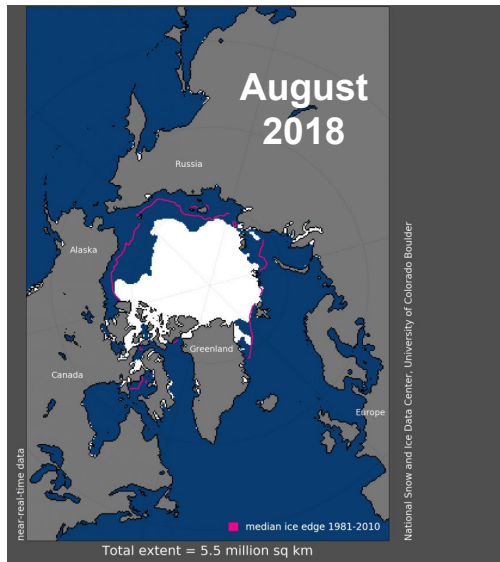 August
2018
Russia
Alaska
Greenland
Canada
Europe
near-real-time data
National Snow and Ice Data Center, University of Colorado Boulder
median ice edge 1981-2010
Total extent = 5.5 million sq km